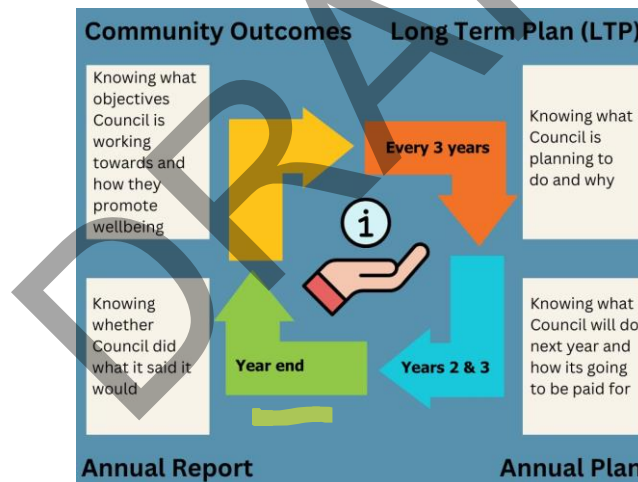 Community Outcomes
Long Term Plan (LTP)
Knowing what
objectives
Council is
working
towards and
how they
promote
wellbeing
Every 3 years
Knowing what
Council is
planning to
do and why
i
Knowing
whether
Council did
what it said it
would
Year end
Years 2 & 3
Knowing what
Council will do
next year and
how its going
to be paid for
Annual Report
Annual Plan